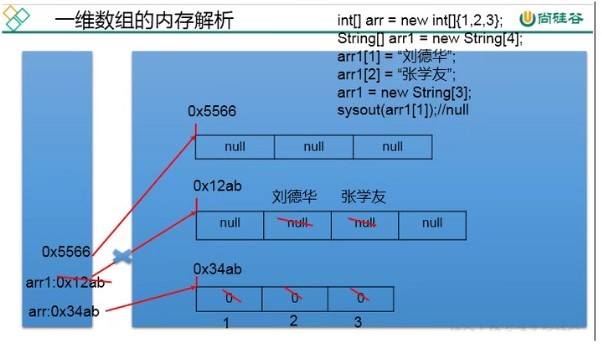 一维数组的内存解析
尚硅谷
int[] arr = new int[]{1,2,3};
String[] arr1 = new String[4];
arr1[1] = “刘德华”;
arr1[2] = “张学友”;
arr1 = new String[3];
sysout(arr1[1]);//null
0x5566
null null null
0x12ab
刘德华 张学友
null null null null
0x5566
arr1:0x12ab
0x34ab
0 0 0
arr:0x34ab
1 2 3